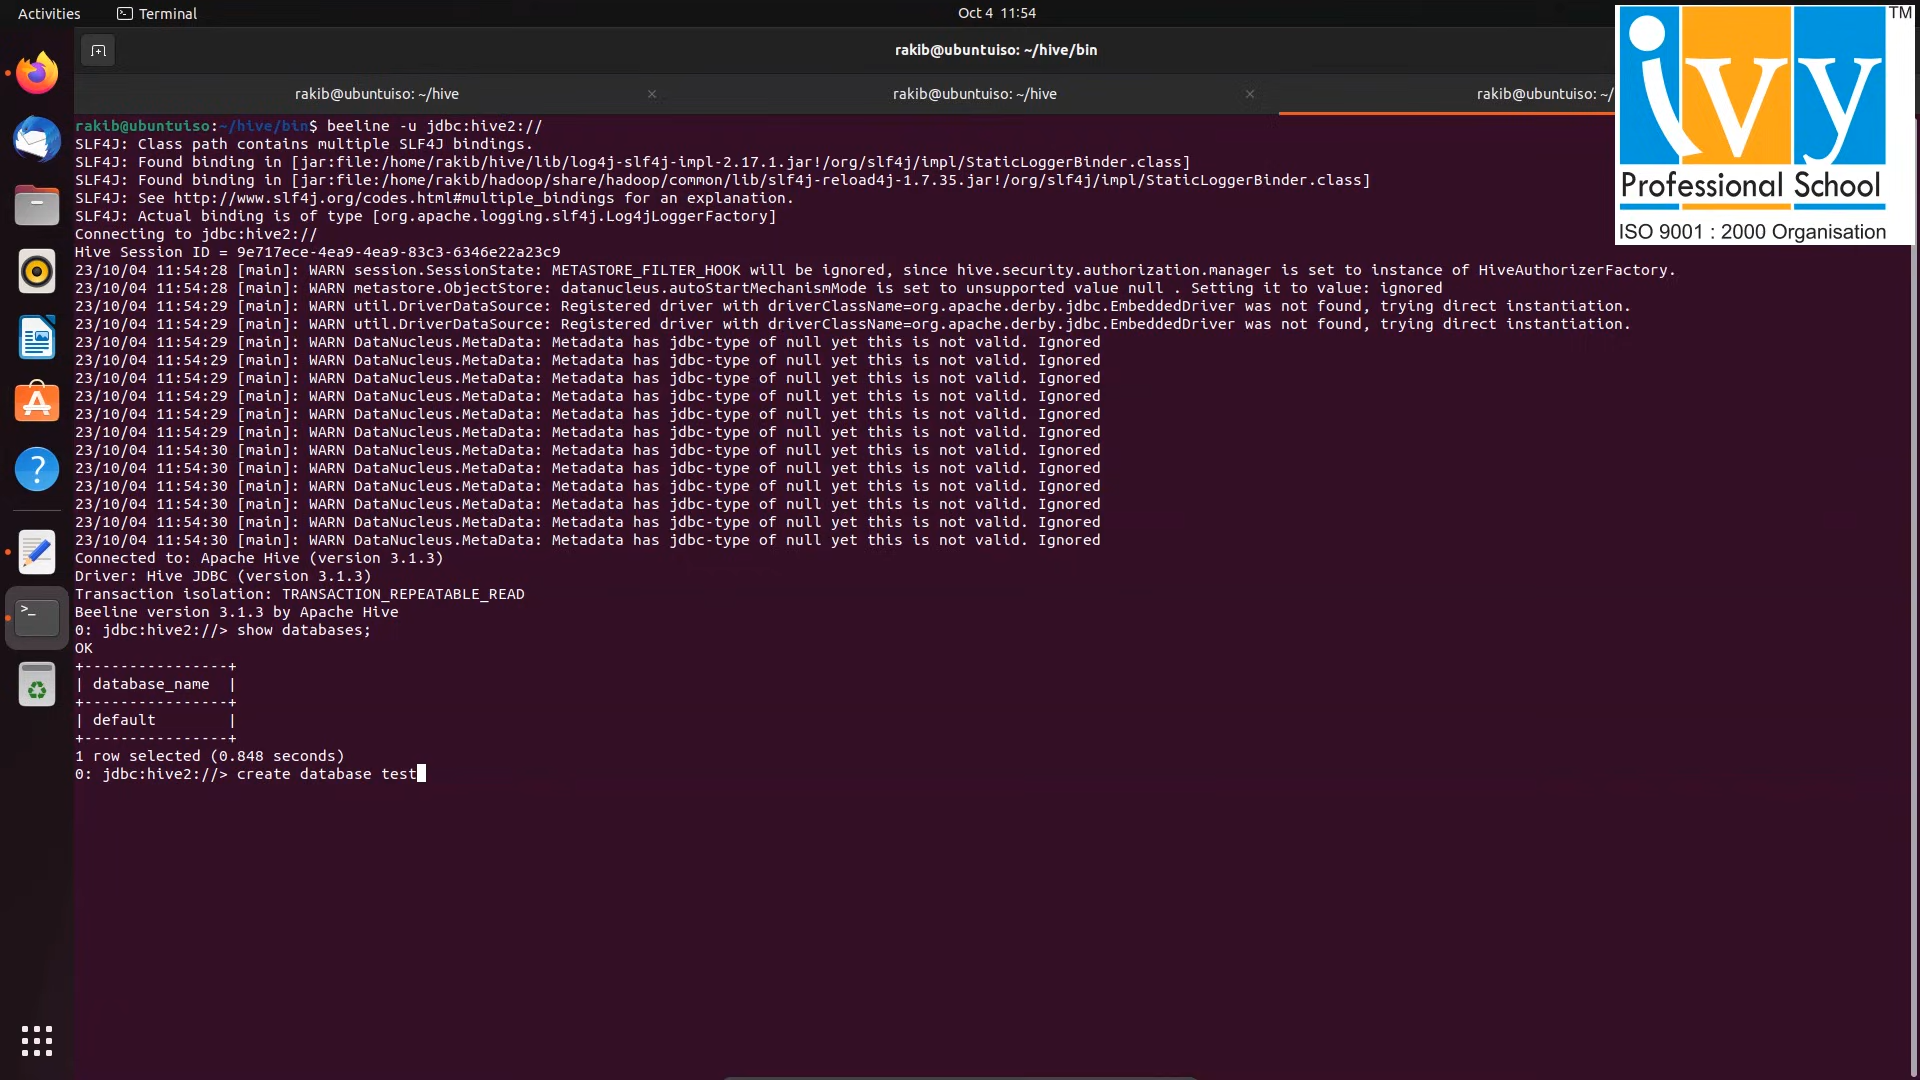 Activities
Terminal
Oct 4 11:54
rakib@ubuntuiso: ~/hive/bin
rakib@ubuntuiso: ~/hive
rakib@ubuntuiso: ~/hive
rakib@ubuntuiso: ~/
TM
ivy
Professional School
ISO 9001 : 2000 Organisation
rakib@ubuntuiso:~/hive/bin$ beeline -u jdbc:hive2://
SLF4J: Class path contains multiple SLF4J bindings.
SLF4J: Found binding in [jar:file:/home/rakib/hive/lib/log4j-slf4j-impl-2.17.1.jar!/org/slf4j/impl/StaticLoggerBinder.class]
SLF4J: Found binding in [jar:file:/home/rakib/hadoop/share/hadoop/common/lib/slf4j-reload4j-1.7.35.jar!/org/slf4j/impl/StaticLoggerBinder.class]
SLF4J: See http://www.slf4j.org/codes.html#multiple_bindings for an explanation.
SLF4J: Actual binding is of type [org.apache.logging.slf4j.Log4jLoggerFactory]
Connecting to jdbc:hive2://
Hive Session ID = 9e717ece-4ea9-4ea9-83c3-6346e22a23c9
23/10/04 11:54:28 [main]: WARN session.SessionState: METASTORE_FILTER_HOOK will be ignored, since hive.security.authorization.manager is set to instance of HiveAuthorizerFactory.
23/10/04 11:54:28 [main]: WARN metastore.ObjectStore: datanucleus.autoStartMechanismMode is set to unsupported value null . Setting it to value: ignored
23/10/04 11:54:29 [main]: WARN util.DriverDataSource: Registered driver with driverClassName=org.apache.derby.jdbc.EmbeddedDriver was not found, trying direct instantiation.
23/10/04 11:54:29 [main]: WARN util.DriverDataSource: Registered driver with driverClassName=org.apache.derby.jdbc.EmbeddedDriver was not found, trying direct instantiation.
23/10/04 11:54:29 [main]: WARN DataNucleus.MetaData: Metadata has jdbc-type of null yet this is not valid. Ignored
23/10/04 11:54:29 [main]: WARN DataNucleus.MetaData: Metadata has jdbc-type of null yet this is not valid. Ignored
23/10/04 11:54:29 [main]: WARN DataNucleus.MetaData: Metadata has jdbc-type of null yet this is not valid. Ignored
23/10/04 11:54:29 [main]: WARN DataNucleus.MetaData: Metadata has jdbc-type of null yet this is not valid. Ignored
23/10/04 11:54:29 [main]: WARN DataNucleus.MetaData: Metadata has jdbc-type of null yet this is not valid. Ignored
23/10/04 11:54:29 [main]: WARN DataNucleus.MetaData: Metadata has jdbc-type of null yet this is not valid. Ignored
23/10/04 11:54:30 [main]: WARN DataNucleus.MetaData: Metadata has jdbc-type of null yet this is not valid. Ignored
23/10/04 11:54:30 [main]: WARN DataNucleus.MetaData: Metadata has jdbc-type of null yet this is not valid. Ignored
23/10/04 11:54:30 [main]: WARN DataNucleus.MetaData: Metadata has jdbc-type of null yet this is not valid. Ignored
23/10/04 11:54:30 [main]: WARN DataNucleus.MetaData: Metadata has jdbc-type of null yet this is not valid. Ignored
23/10/04 11:54:30 [main]: WARN DataNucleus.MetaData: Metadata has jdbc-type of null yet this is not valid. Ignored
23/10/04 11:54:30 [main]: WARN DataNucleus.MetaData: Metadata has jdbc-type of null yet this is not valid. Ignored
Connected to: Apache Hive (version 3.1.3)
Driver: Hive JDBC (version 3.1.3)
Transaction isolation: TRANSACTION_REPEATABLE_READ
Beeline version 3.1.3 by Apache Hive
0: jdbc:hive2://> show databases;
OK
+----------------+
| database_name  |
+----------------+
| default        |
+----------------+
1 row selected (0.848 seconds)
0: jdbc:hive2://> create database test